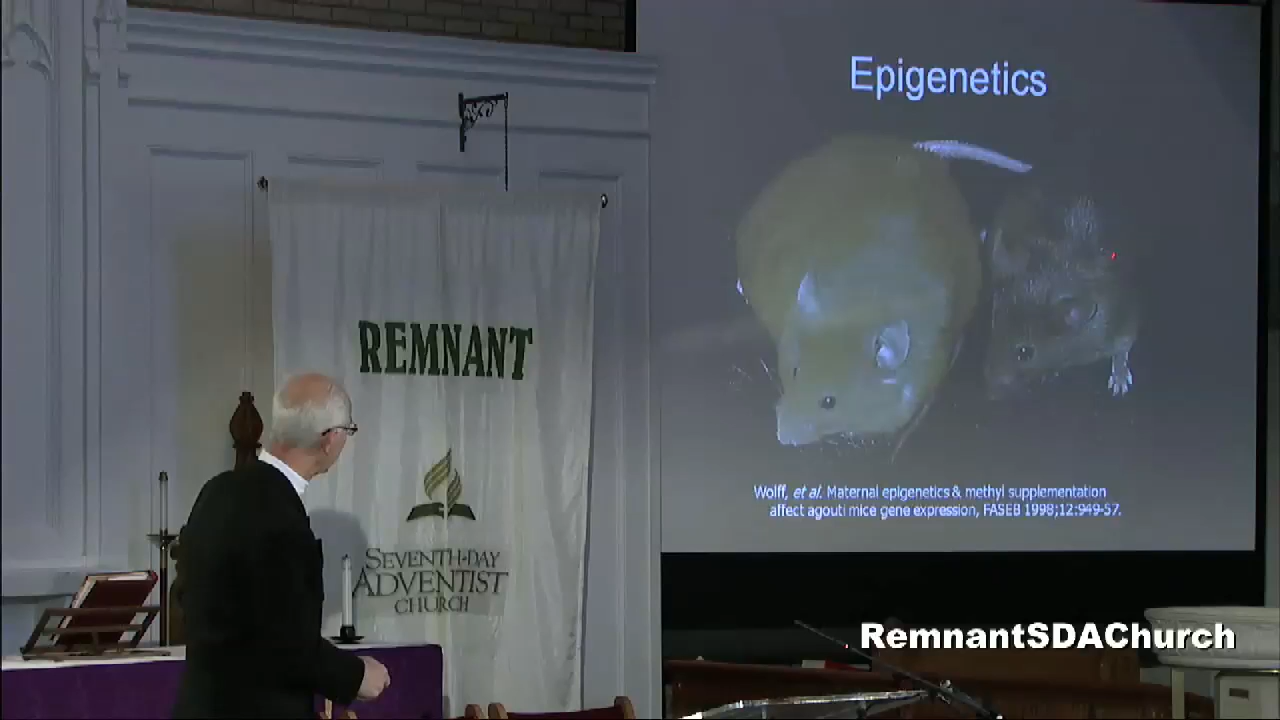 Epigenetics
REMNANT
Wolff, et al. Maternal epigenetics & methyl supplementation
affect agouti mice gene expression, FASEB 1998;12:949-57.
SEVENTH-DAY
ADVENTIST
CHURCH
RemnantSDAChurch